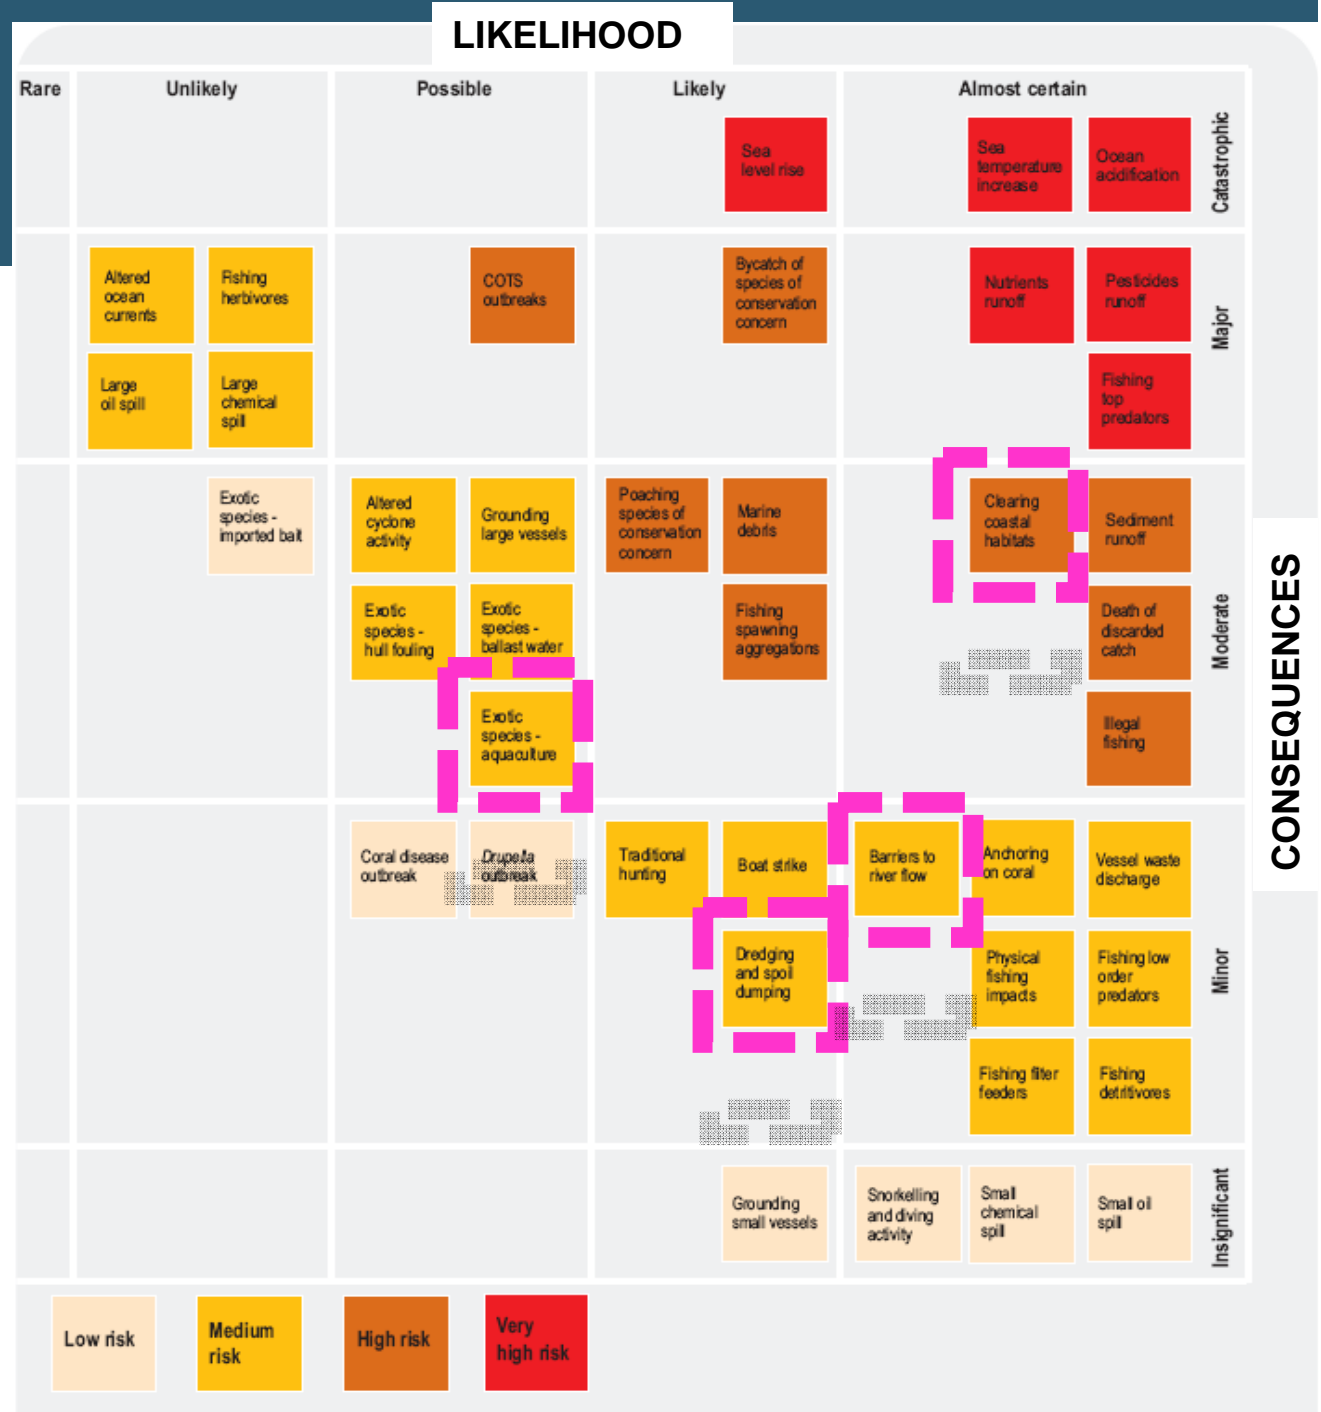 LIKELIHOOD
Rare
Unlikely
Possible
Likely
Almost certain
Sea
level rise
Sea
temperature
increase
Ocean
acidification
Catastrophic
Altered
ocean
currents
Fishing
herbivores
COTS
outbreaks
Bycatch of
species of
conservation
concern
Nutrients
runoff
Pesticides
runoff
Large
oil spill
Large
chemical
spill
Fishing
top
predators
Major
Exotic
species -
imported bait
Altered
cyclone
activity
Grounding
large vessels
Poaching
species of
conservation
concern
Marine
debris
Clearing
coastal
habitats
Sediment
runoff
Exotic
species -
hull fouling
Exotic
species -
ballast water
Fishing
spawning
aggregations
Death of
discarded
catch
Exotic
species -
aquaculture
Illegal
fishing
Moderate
CONSEQUENCES
Coral disease
outbreak
Drupella
outbreak
Traditional
hunting
Boat strike
Barriers to
river flow
Anchoring
on coral
Vessel waste
discharge
Dredging
and spoil
dumping
Physical
fishing
impacts
Fishing low
order
predators
Fishing filter
feeders
Fishing
detritivores
Minor
Grounding
small vessels
Snorkelling
and diving
activity
Small
chemical
spill
Small oil
spill
Insignificant
Low risk
Medium
risk
High risk
Very
high risk